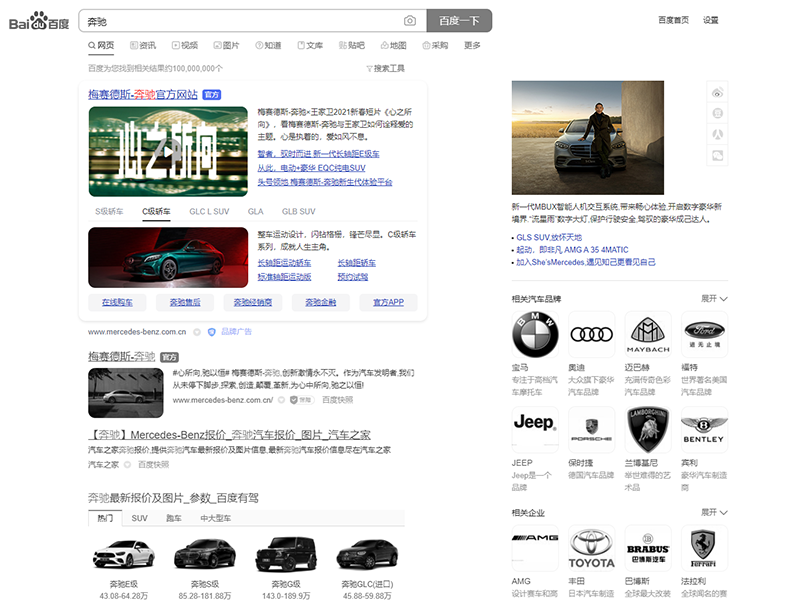 Bai du 百度
奔驰
百度一下
百度首页 设置
网页 资讯 视频 图片 知道 文库 贴吧 地图 采购 更多
百度为您找到相关结果约100,000,000个
搜索工具
梅赛德斯-奔驰官方网站 官方
心之所向
梅赛德斯-奔驰×王家卫2021新春短片《心之所
向》，看梅赛德斯-奔驰与王家卫如何诠释爱的
主题。心是执着的，爱如风不息。
智者，驭时而进 新一代长轴距E级车
从此，电动+豪华 EQC纯电SUV
头号领地 梅赛德斯-奔驰新生代体验平台
S级轿车 C级轿车 GLC L SUV GLA GLB SUV
整车运动设计，闪钻格栅，锋芒尽显。C级轿车
系列，成就人生主角。
长轴距运动轿车 长轴距轿车
标准轴距运动版 预约试驾
在线购车 奔驰售后 奔驰经销商 奔驰金融 官方APP
www.mercedes-benz.com.cn 品牌广告
梅赛德斯-奔驰 官方
#心所向,驰以恒# 梅赛德斯-奔驰,创新激情永不灭。作为汽车发明者,我们
从未停下脚步,探索,创造,颠覆,革新,为心中所向,驰之以恒!
www.mercedes-benz.com.cn/ 百度快照
【奔驰】Mercedes-Benz报价_奔驰汽车报价_图片_汽车之家
汽车之家奔驰报价,提供奔驰汽车最新报价及图片信息,最新奔驰汽车报价信息尽在汽车之家
汽车之家 百度快照
奔驰最新报价及图片_参数_百度有驾
热门 SUV 跑车 中大型车
奔驰E级 奔驰S级 奔驰G级 奔驰GLC(进口)
43.08-64.28万 85.28-181.88万 143.0-189.9万 45.88-59.88万
新一代MBUX智能人机交互系统,带来畅心体验,开启数字豪华新
境界.“流星雨”数字大灯,保护行驶安全,驾驭的豪华成己达人。
GLS SUV,放怀天地
起动，即非凡 AMG A 35 4MATIC
加入She'sMercedes,遇见知己更看见自己
相关汽车品牌 展开
BMW
MAYBACH
Ford
进无止境
宝马 奥迪 迈巴赫 福特
专注于高档汽 大众旗下豪华 充满传奇色彩 世界著名美国
车摩托车 汽车品牌 汽车品牌 汽车品牌
Jeep
PORSCHE
LAMBORGHINI
BENTLEY
JEEP 保时捷 兰博基尼 宾利
Jeep是一个 德国汽车品牌 举世难得的艺 豪华汽车制造
品牌 术品 商
相关企业 展开
AMG
TOYOTA
BRABUS
巴博斯汽车
Ferrari
AMG 丰田 巴博斯 法拉利
设计赛车和高 日本汽车制造 全球最大改装 全球闻名的赛